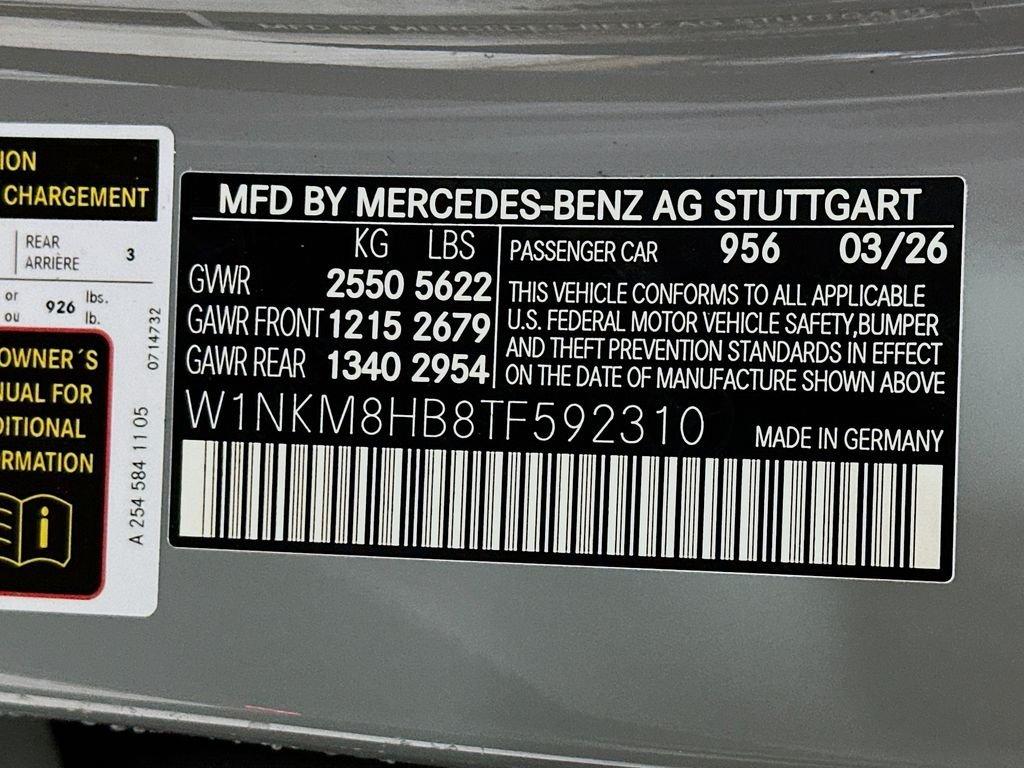 ION
CHARGEMENT
REAR
ARRIÈRE
3
or
ou
926
lbs.
lb.
OWNER´S
NUAL FOR
DITIONAL
RMATION
i
0714732
A 254 584 11 05
MFD BY MERCEDES-BENZ AG STUTTGART
KG LBS
GVWR 2550 5622
GAWR FRONT 1215 2679
GAWR REAR 1340 2954
PASSENGER CAR 956 03/26
THIS VEHICLE CONFORMS TO ALL APPLICABLE
U.S. FEDERAL MOTOR VEHICLE SAFETY,BUMPER
AND THEFT PREVENTION STANDARDS IN EFFECT
ON THE DATE OF MANUFACTURE SHOWN ABOVE
W1NKM8HB8TF592310
MADE IN GERMANY